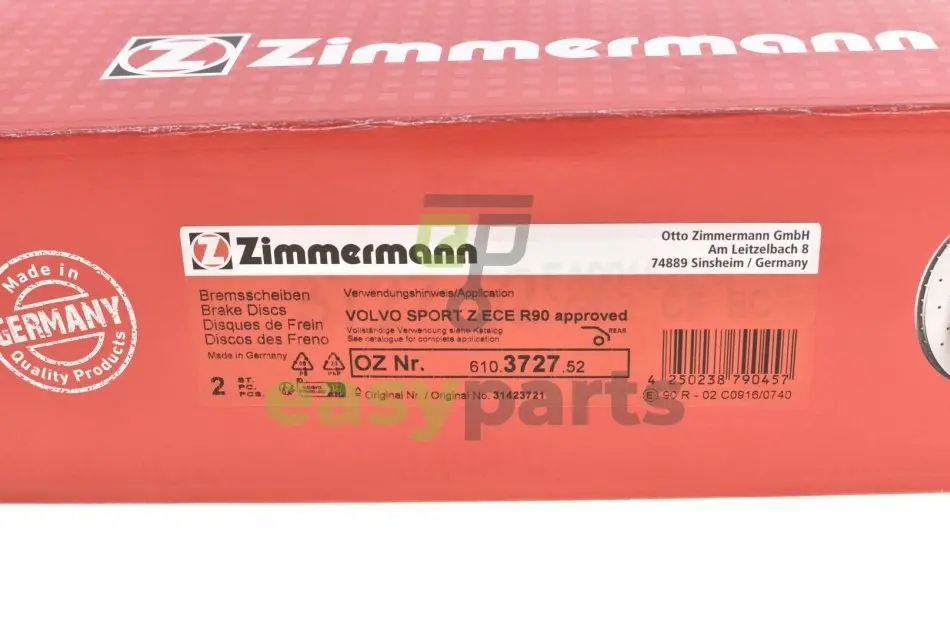 Zimmermann
Zimmermann
Otto Zimmermann GmbH
Am Leitzelbach 8
74889 Sinsheim / Germany
Made in
GERMANY
Quality Products
Bremsscheiben
Brake Discs
Disques de Frein
Discos des Freno
Made in Germany
2 ST.
PC.
PCS.
Verwendungshinweis/Application
VOLVO SPORT Z ECE R90 approved
Vollständige Verwendung siehe Katalog
See catalogue for complete application
REAR
OZ Nr. 610.3727.52
Original Nr. / Original No. 31423721
4 250238 790457
E1 90 R - 02 C0916/0740
easyparts